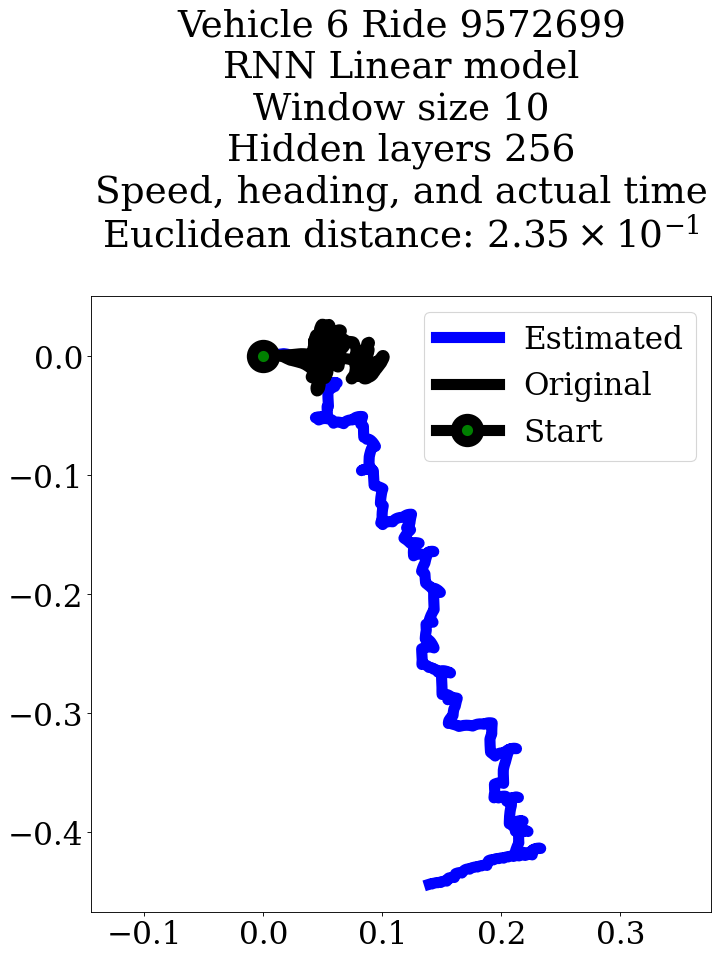 Vehicle 6 Ride 9572699
RNN Linear model
Window size 10
Hidden layers 256
Speed, heading, and actual time
Euclidean distance: 2.35 × 10⁻¹
Estimated
Original
Start
0.0
−0.1
−0.2
−0.3
−0.4
−0.1 0.0 0.1 0.2 0.3